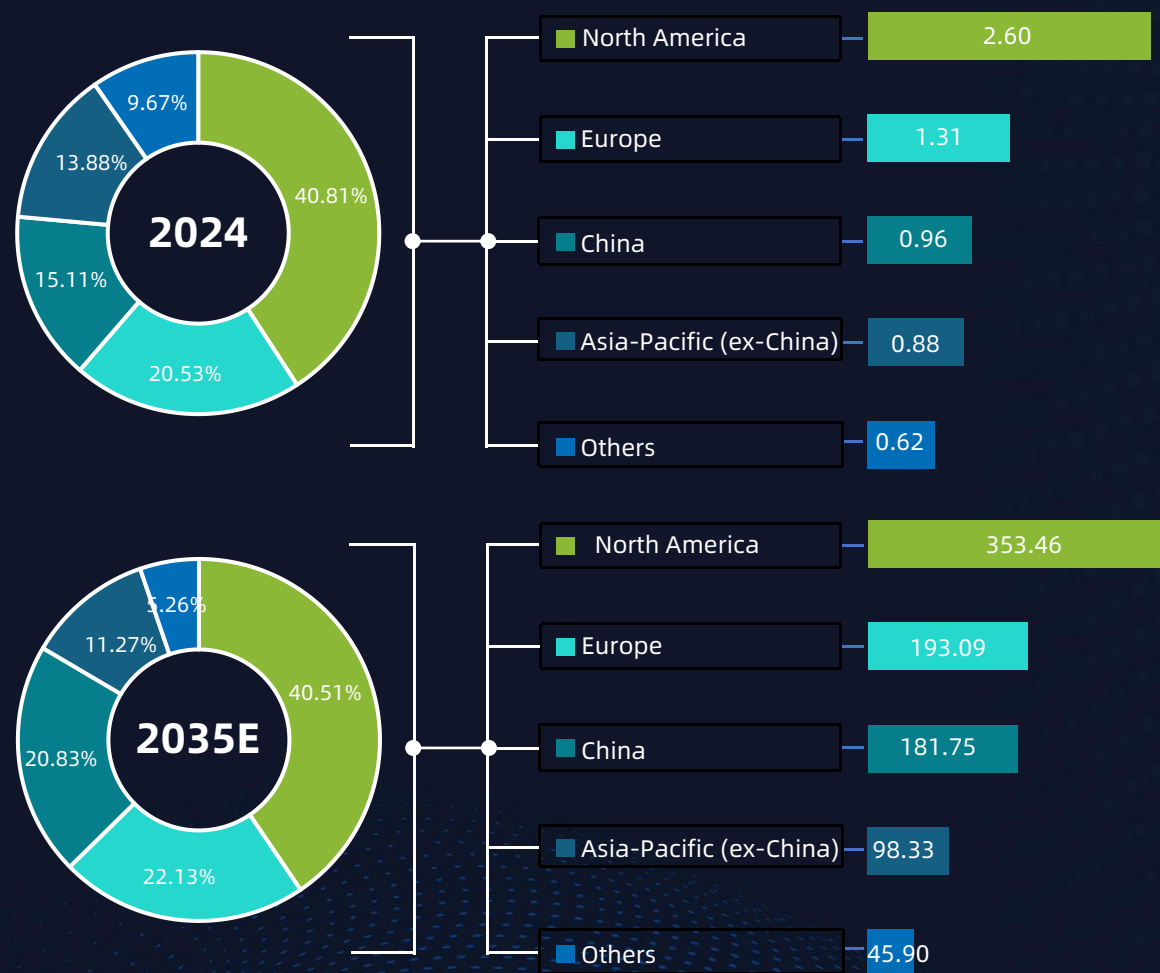 2024
40.81%
20.53%
15.11%
13.88%
9.67%
North America
2.60
Europe
1.31
China
0.96
Asia-Pacific (ex-China)
0.88
Others
0.62
2035E
40.51%
22.13%
20.83%
11.27%
5.26%
North America
353.46
Europe
193.09
China
181.75
Asia-Pacific (ex-China)
98.33
Others
45.90